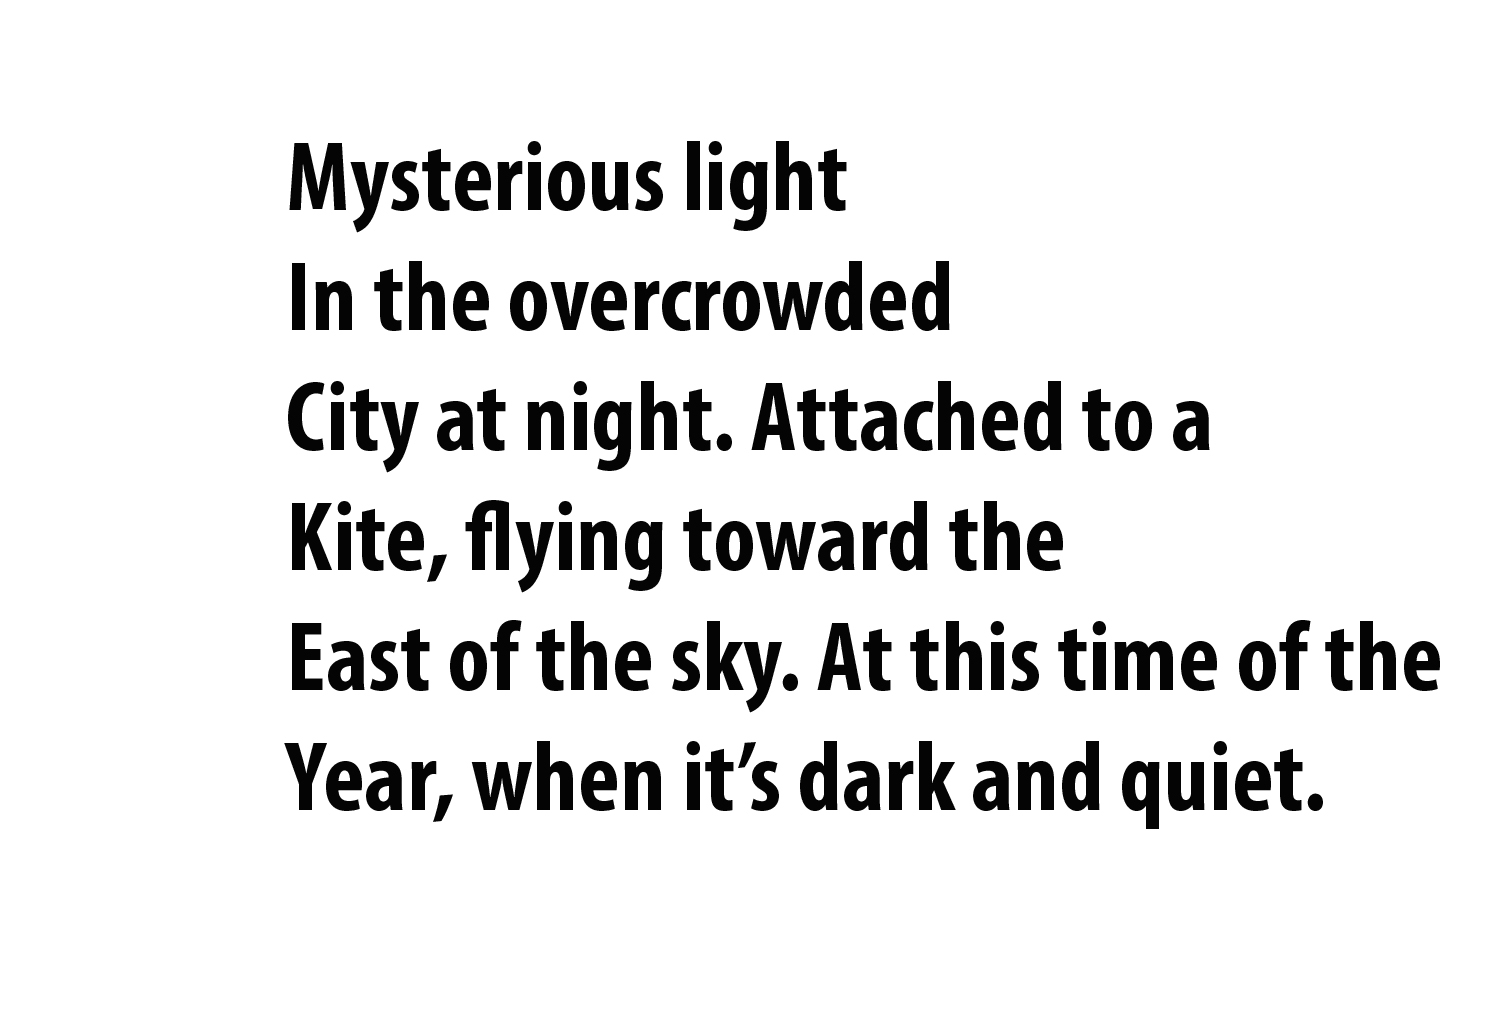 Mysterious light
In the overcrowded
City at night. Attached to a
Kite, flying toward the
East of the sky. At this time of the
Year, when it’s dark and quiet.